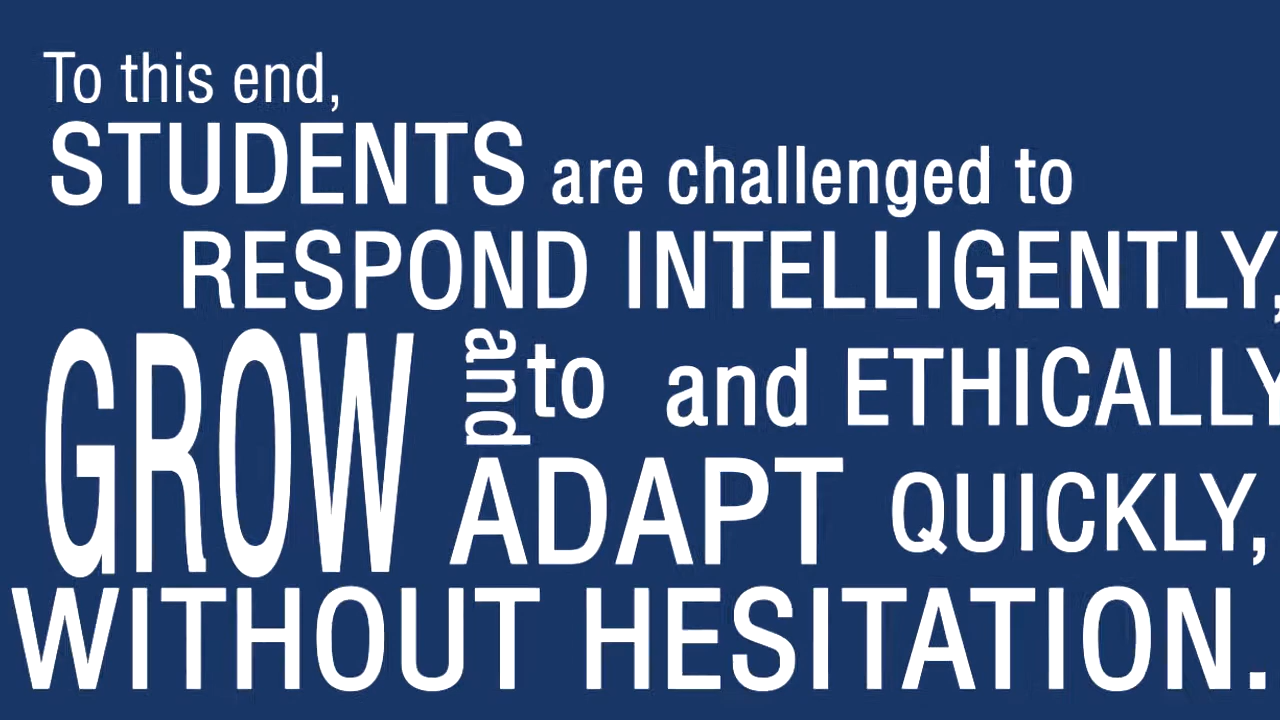 To this end,
STUDENTS are challenged to
RESPOND INTELLIGENTLY,
GROW and to and ETHICALLY
ADAPT QUICKLY,
WITHOUT HESITATION.